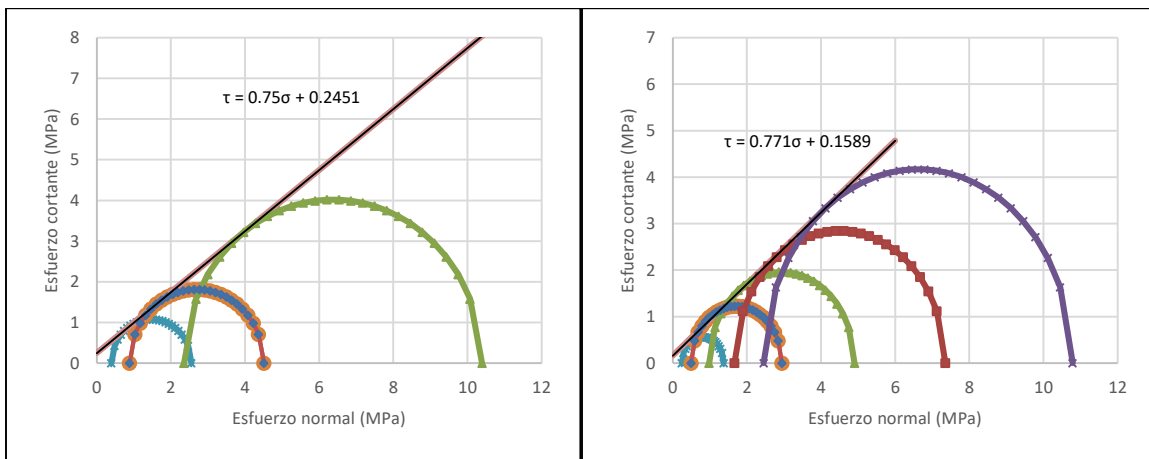 8
7
6
5
4
3
2
1
0
Esfuerzo cortante (MPa)
τ = 0.75σ + 0.2451
0 2 4 6 8 10 12
Esfuerzo normal (MPa)
7
6
5
4
3
2
1
0
Esfuerzo cortante (MPa)
τ = 0.771σ + 0.1589
0 2 4 6 8 10 12
Esfuerzo normal (MPa)